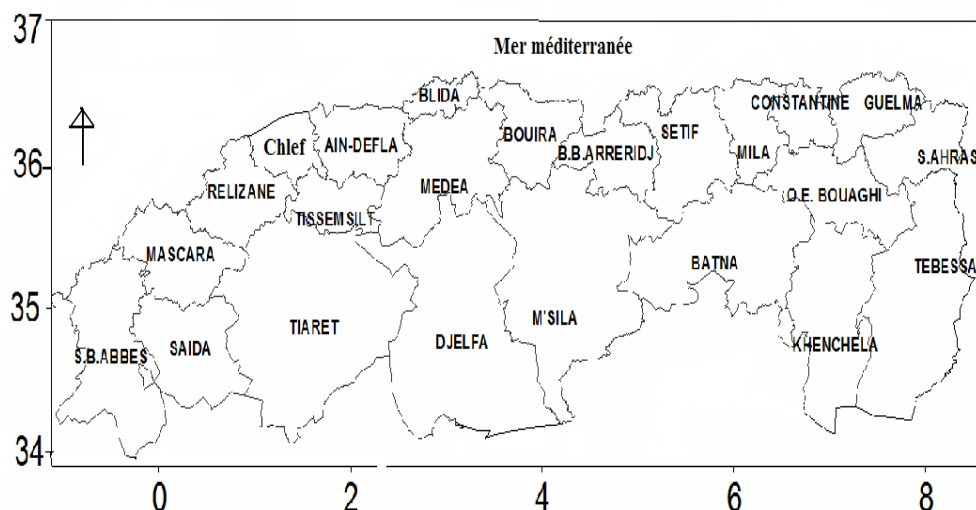 37
Mer méditerranée
BLIDA
CONSTANTINE
GUELMA
Chlef
AIN-DEFLA
BOUIRA
SETIF
B.B.ARRERIDJ
MILA
S.AHRAS
36
RELIZANE
MEDEA
O.E. BOUAGHI
TISSEMSILT
MASCARA
BATNA
TEBESSA
35
TIARET
M'SILA
S.B.ABBES
SAIDA
DJELFA
KHENCHELA
34
0
2
4
6
8